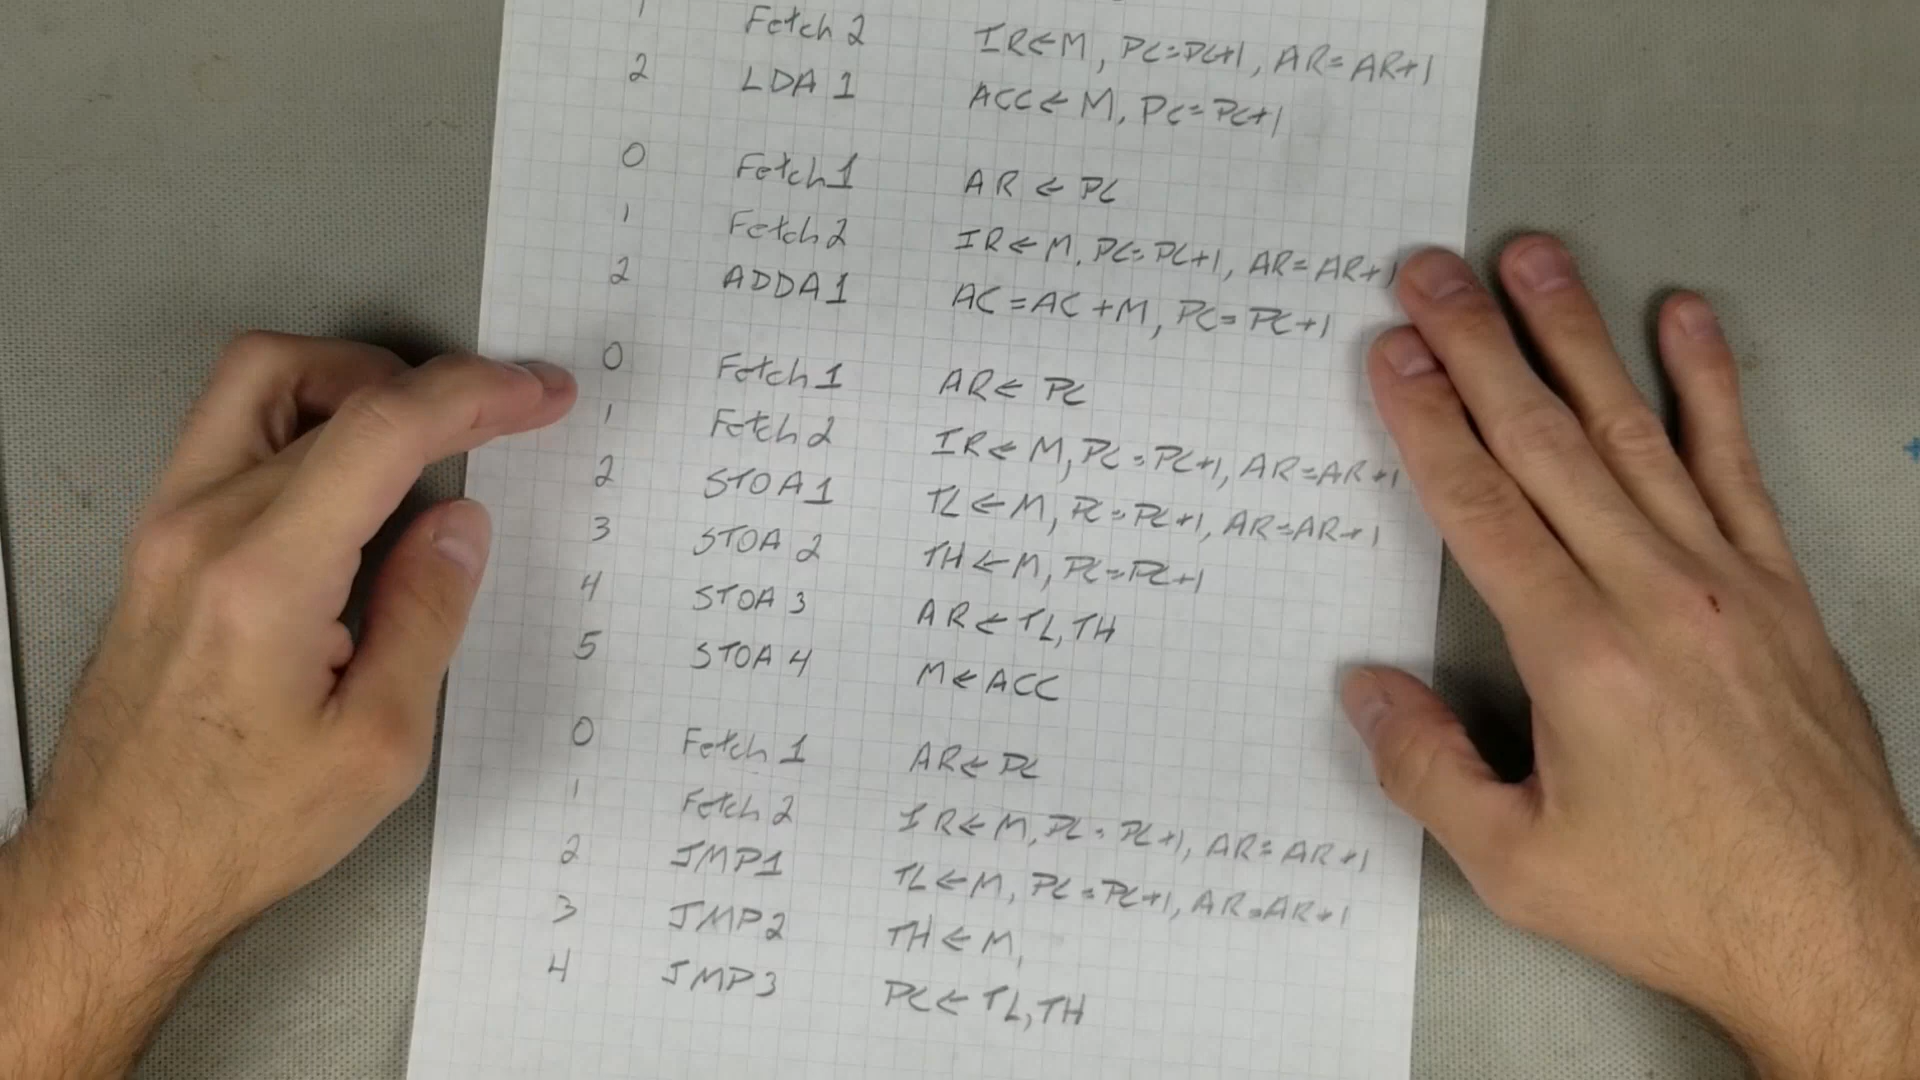 1 Fetch 2 IR←M, PC=PC+1, AR=AR+1
2 LDA 1 ACC←M, PC=PC+1
0 Fetch 1 AR←PC
1 Fetch 2 IR←M, PC=PC+1, AR=AR+1
2 ADDA 1 AC=AC+M, PC=PC+1
0 Fetch 1 AR←PC
1 Fetch 2 IR←M, PC=PC+1, AR=AR+1
2 STOA 1 TL←M, PC=PC+1, AR=AR+1
3 STOA 2 TH←M, PC=PC+1
4 STOA 3 AR←TL,TH
5 STOA 4 M←ACC
0 Fetch 1 AR←PC
1 Fetch 2 IR←M, PC=PC+1, AR=AR+1
2 JMP1 TL←M, PC=PC+1, AR=AR+1
3 JMP2 TH←M,
4 JMP3 PC←TL,TH